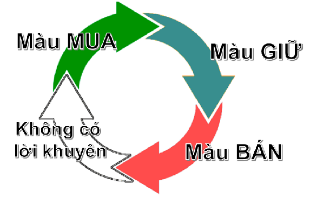 Màu MUA
Màu GIỮ
Màu BÁN
Không có
lời khuyên